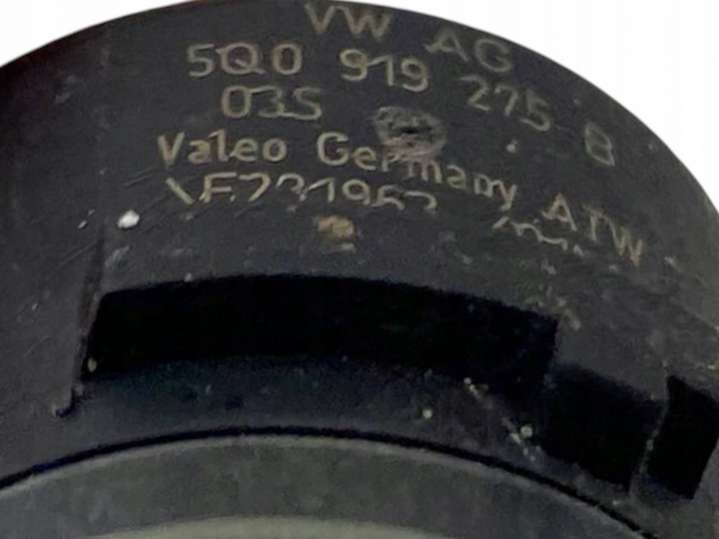 VW AG
5Q0 919 275 B
03S
Valeo Germany ATW